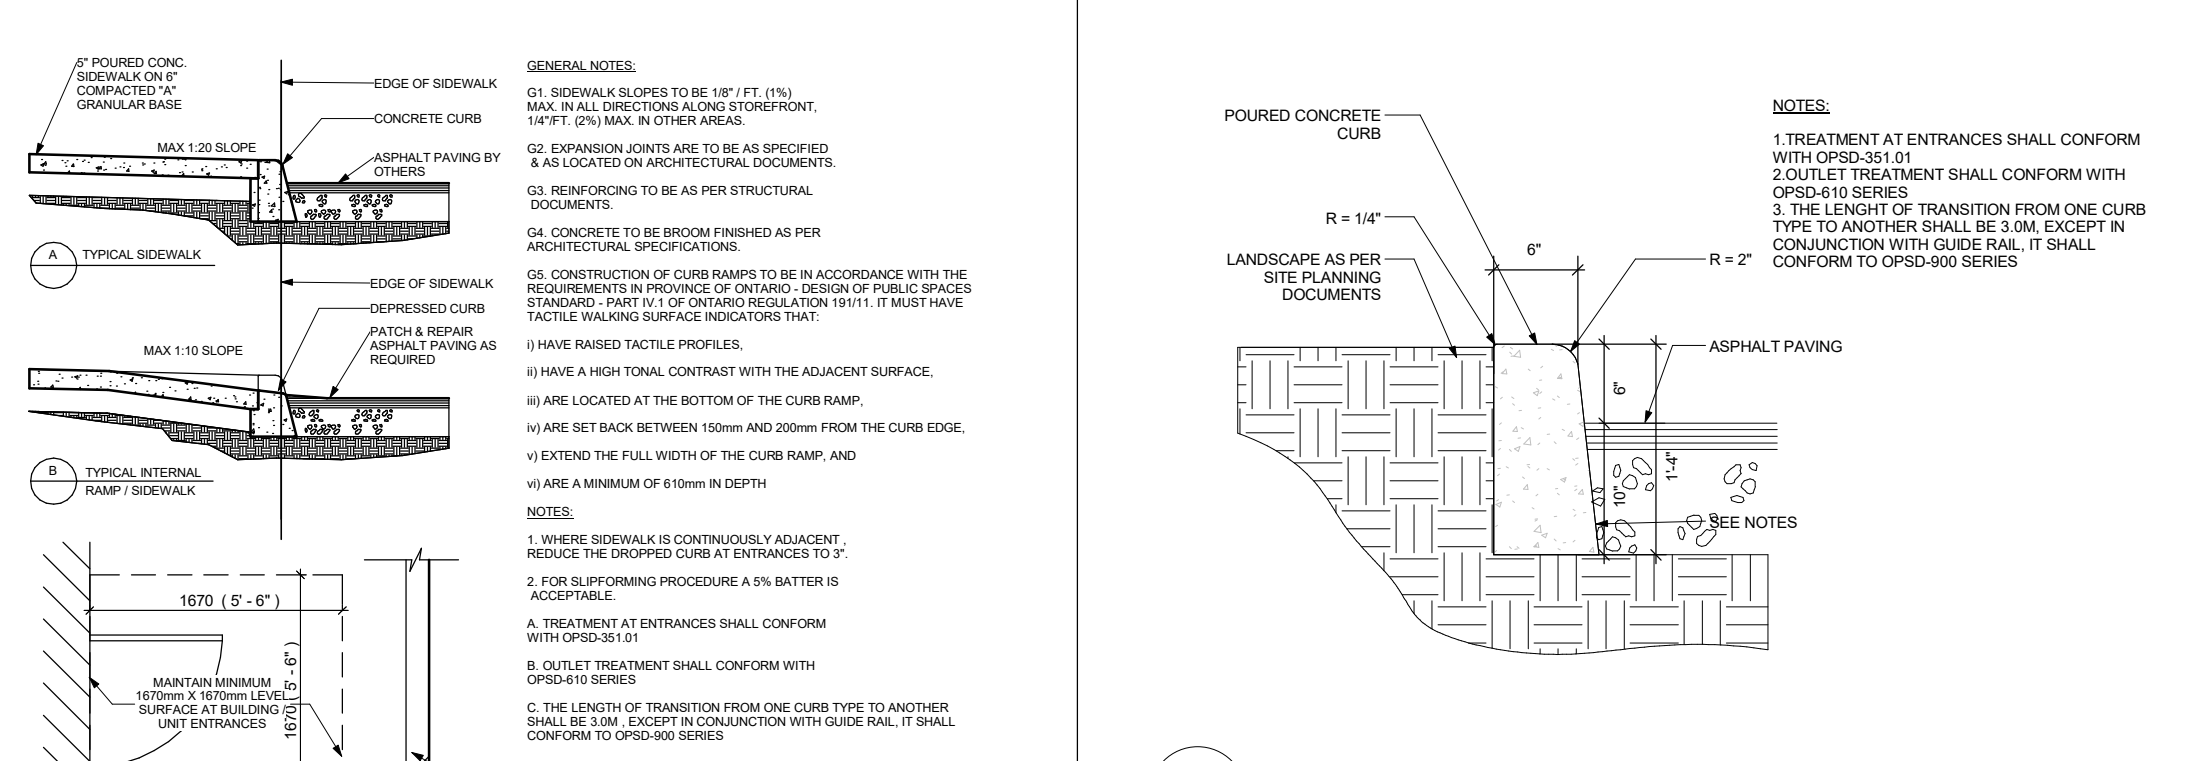 5" POURED CONC.
SIDEWALK ON 6"
COMPACTED "A"
GRANULAR BASE
EDGE OF SIDEWALK
CONCRETE CURB
MAX 1:20 SLOPE
ASPHALT PAVING BY
OTHERS
A
TYPICAL SIDEWALK
EDGE OF SIDEWALK
DEPRESSED CURB
PATCH & REPAIR
ASPHALT PAVING AS
REQUIRED
MAX 1:10 SLOPE
B
TYPICAL INTERNAL
RAMP / SIDEWALK
1670 ( 5' - 6" )
1670 ( 5' - 6" )
MAINTAIN MINIMUM
1670mm X 1670mm LEVEL
SURFACE AT BUILDING /
UNIT ENTRANCES
GENERAL NOTES:
G1. SIDEWALK SLOPES TO BE 1/8" / FT. (1%)
MAX. IN ALL DIRECTIONS ALONG STOREFRONT,
1/4"/FT. (2%) MAX. IN OTHER AREAS.
G2. EXPANSION JOINTS ARE TO BE AS SPECIFIED
& AS LOCATED ON ARCHITECTURAL DOCUMENTS.
G3. REINFORCING TO BE AS PER STRUCTURAL
DOCUMENTS.
G4. CONCRETE TO BE BROOM FINISHED AS PER
ARCHITECTURAL SPECIFICATIONS.
G5. CONSTRUCTION OF CURB RAMPS TO BE IN ACCORDANCE WITH THE
REQUIREMENTS IN PROVINCE OF ONTARIO - DESIGN OF PUBLIC SPACES
STANDARD - PART IV.1 OF ONTARIO REGULATION 191/11. IT MUST HAVE
TACTILE WALKING SURFACE INDICATORS THAT:
i) HAVE RAISED TACTILE PROFILES,
ii) HAVE A HIGH TONAL CONTRAST WITH THE ADJACENT SURFACE,
iii) ARE LOCATED AT THE BOTTOM OF THE CURB RAMP,
iv) ARE SET BACK BETWEEN 150mm AND 200mm FROM THE CURB EDGE,
v) EXTEND THE FULL WIDTH OF THE CURB RAMP, AND
vi) ARE A MINIMUM OF 610mm IN DEPTH
NOTES:
1. WHERE SIDEWALK IS CONTINUOUSLY ADJACENT ,
REDUCE THE DROPPED CURB AT ENTRANCES TO 3".
2. FOR SLIPFORMING PROCEDURE A 5% BATTER IS
ACCEPTABLE.
A. TREATMENT AT ENTRANCES SHALL CONFORM
WITH OPSD-351.01
B. OUTLET TREATMENT SHALL CONFORM WITH
OPSD-610 SERIES
C. THE LENGTH OF TRANSITION FROM ONE CURB TYPE TO ANOTHER
SHALL BE 3.0M , EXCEPT IN CONJUNCTION WITH GUIDE RAIL, IT SHALL
CONFORM TO OPSD-900 SERIES
POURED CONCRETE
CURB
R = 1/4"
LANDSCAPE AS PER
SITE PLANNING
DOCUMENTS
6"
R = 2"
ASPHALT PAVING
6"
1'-4"
10"
SEE NOTES
NOTES:
1.TREATMENT AT ENTRANCES SHALL CONFORM
WITH OPSD-351.01
2.OUTLET TREATMENT SHALL CONFORM WITH
OPSD-610 SERIES
3. THE LENGHT OF TRANSITION FROM ONE CURB
TYPE TO ANOTHER SHALL BE 3.0M, EXCEPT IN
CONJUNCTION WITH GUIDE RAIL, IT SHALL
CONFORM TO OPSD-900 SERIES